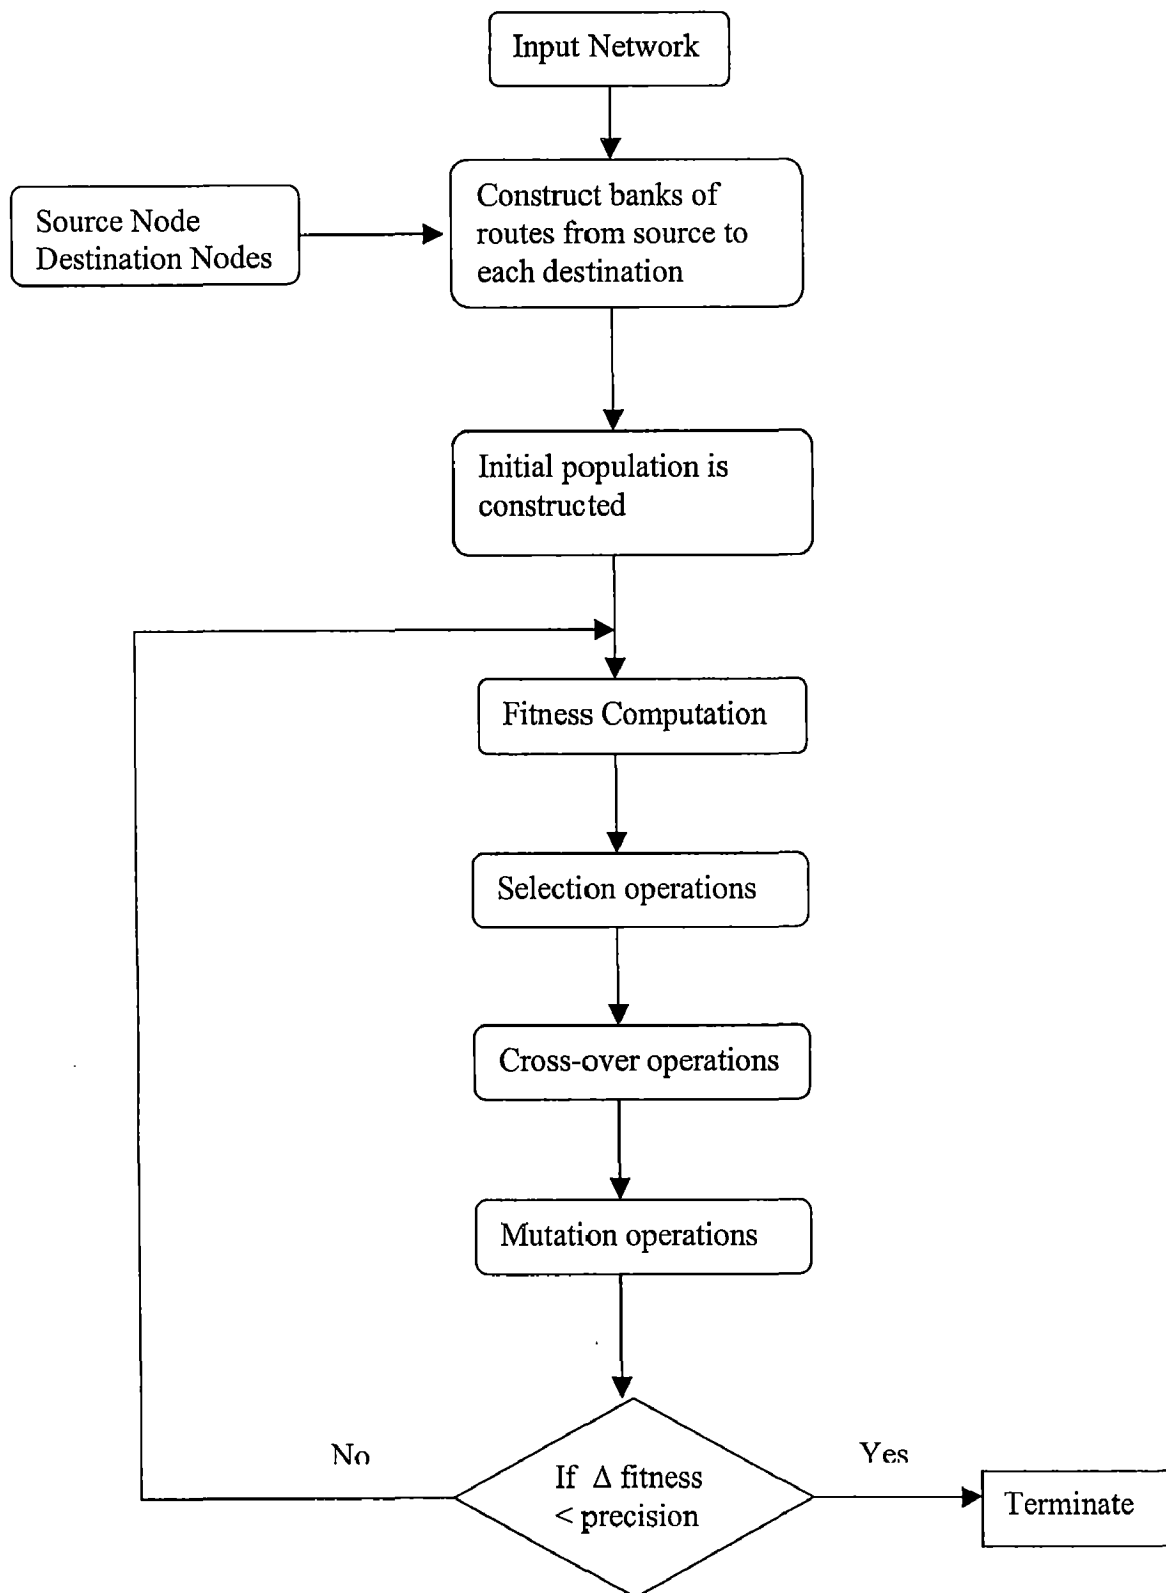 Input Network
Construct banks of
routes from source to
each destination
Source Node
Destination Nodes
Initial population is
constructed
Fitness Computation
Selection operations
Cross-over operations
Mutation operations
No
Yes
If Δ fitness
< precision
Terminate